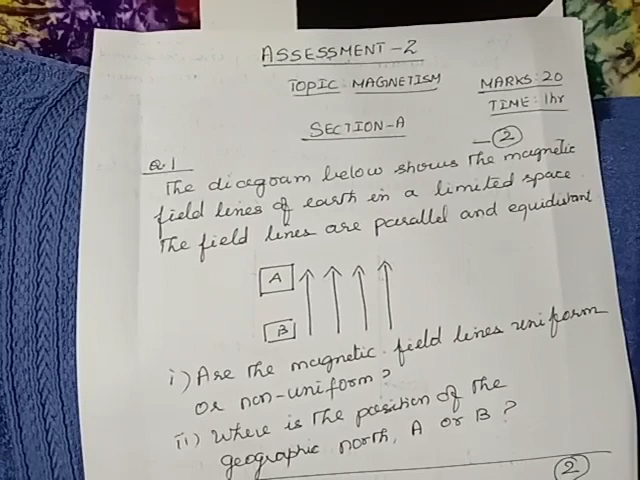 ASSESSMENT-2
TOPIC: MAGNETISM
MARKS: 20
TIME: 1hr
SECTION-A
Q.1
— 2
The diagram below shows the magnetic
field lines of earth in a limited space
The field lines are parallel and equidistant
A
B
i) Are the magnetic field lines uniform
or non-uniform?
ii) Where is the position of the
geographic north, A or B?
2